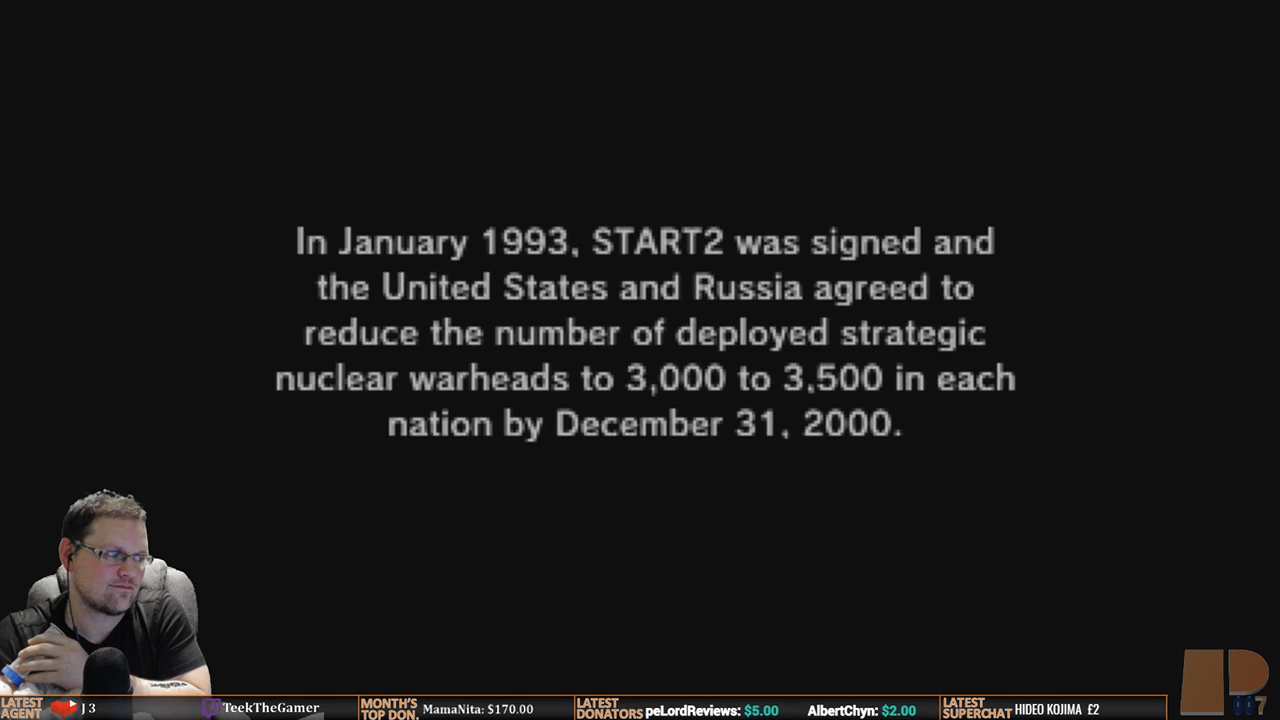 In January 1993, START2 was signed and
the United States and Russia agreed to
reduce the number of deployed strategic
nuclear warheads to 3,000 to 3,500 in each
nation by December 31, 2000.
LATEST AGENT J 3
TeekTheGamer
MONTH'S TOP DON. MamaNita: $170.00
LATEST DONATORS peLordReviews: $5.00 AlbertChyn: $2.00
LATEST SUPERCHAT HIDEO KOJIMA £2